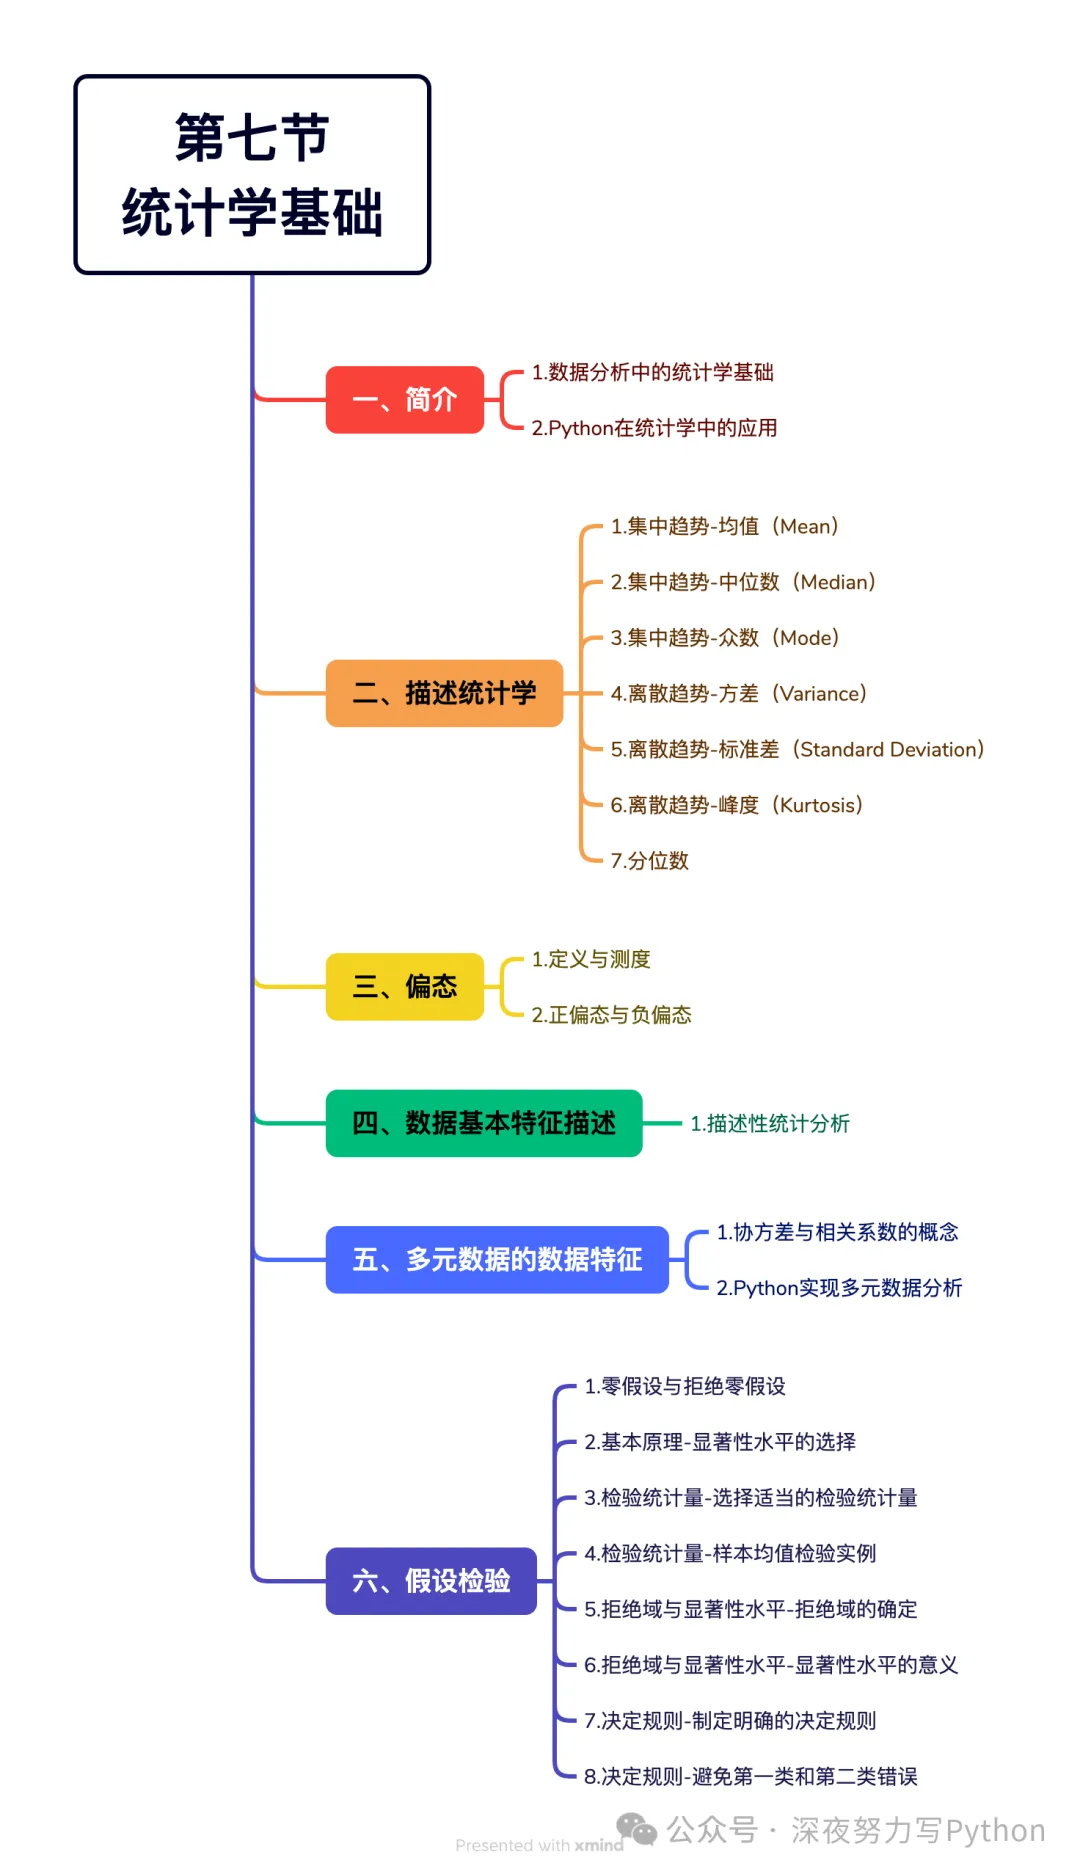 第七节
统计学基础
一、简介
1.数据分析中的统计学基础
2.Python在统计学中的应用
二、描述统计学
1.集中趋势-均值（Mean）
2.集中趋势-中位数（Median）
3.集中趋势-众数（Mode）
4.离散趋势-方差（Variance）
5.离散趋势-标准差（Standard Deviation）
6.离散趋势-峰度（Kurtosis）
7.分位数
三、偏态
1.定义与测度
2.正偏态与负偏态
四、数据基本特征描述
1.描述性统计分析
五、多元数据的数据特征
1.协方差与相关系数的概念
2.Python实现多元数据分析
六、假设检验
1.零假设与拒绝零假设
2.基本原理-显著性水平的选择
3.检验统计量-选择适当的检验统计量
4.检验统计量-样本均值检验实例
5.拒绝域与显著性水平-拒绝域的确定
6.拒绝域与显著性水平-显著性水平的意义
7.决定规则-制定明确的决定规则
8.决定规则-避免第一类和第二类错误
公众号 · 深夜努力写Python
Presented with xmind